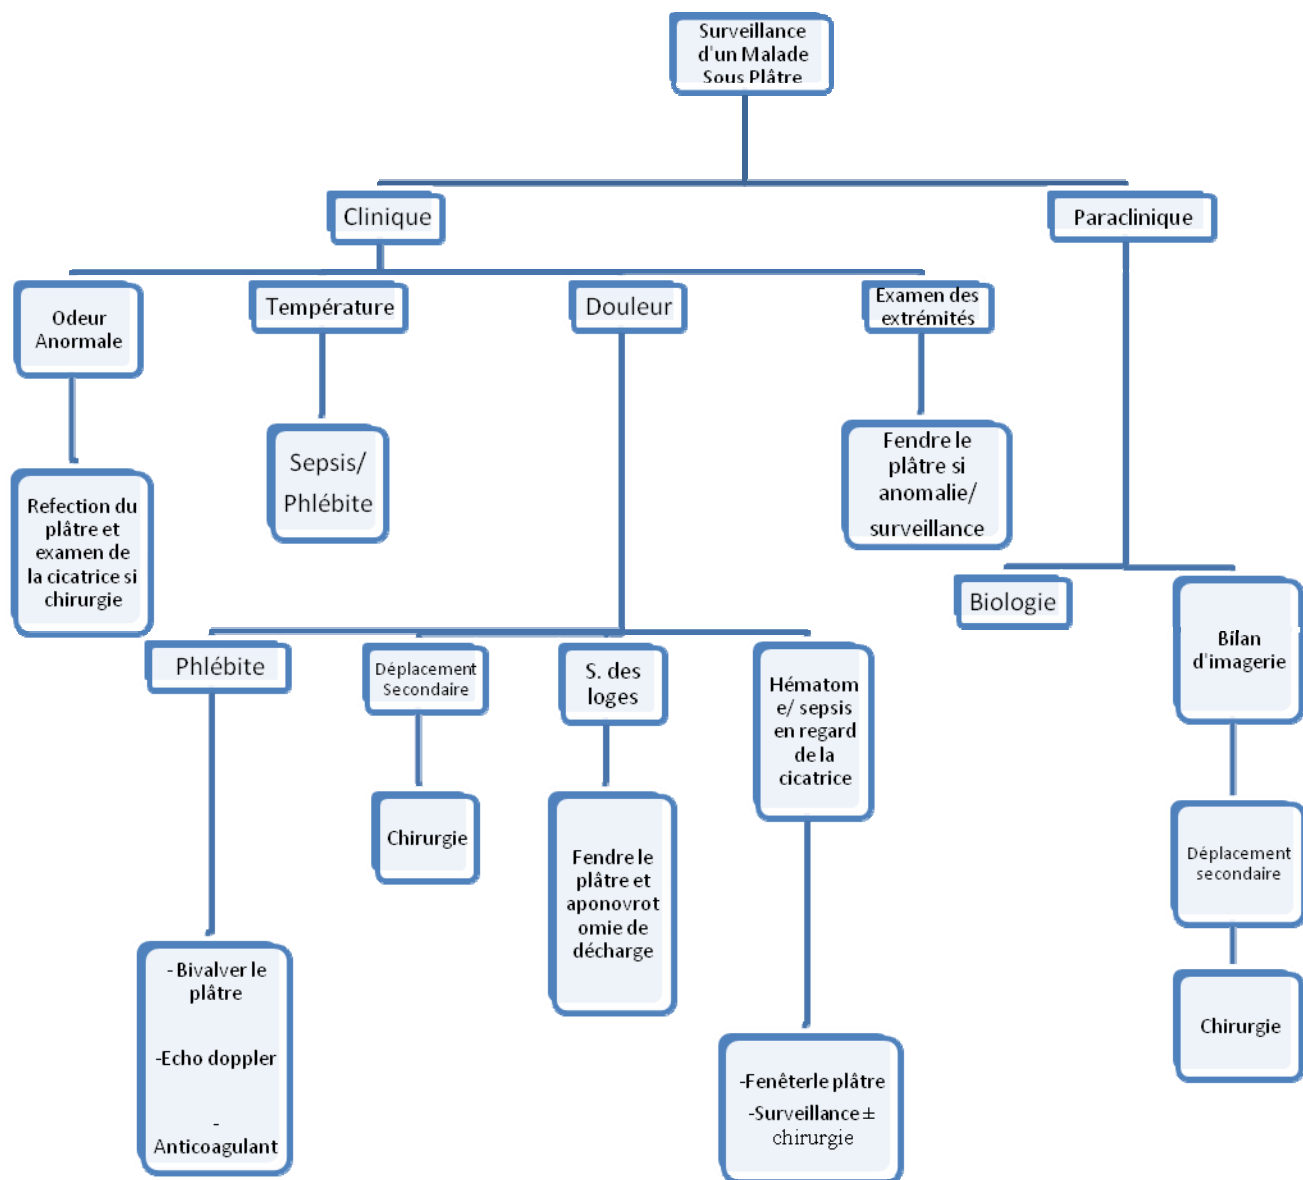 Surveillance
d'un Malade
Sous Plâtre
Clinique
Paraclinique
Odeur
Anormale
Température
Douleur
Examen des
extrémités
Refection du
plâtre et
examen de
la cicatrice si
chirurgie
Sepsis/
Phlébite
Fendre le
plâtre si
anomalie/
surveillance
Biologie
Bilan
d'imagerie
Phlébite
Déplacement
Secondaire
S. des
loges
Hématom
e/ sepsis
en regard
de la
cicatrice
Chirurgie
Fendre le
plâtre et
aponovrot
omie de
décharge
Déplacement
secondaire
Chirurgie
- Bivalver le
plâtre
-Echo doppler
-
Anticoagulant
-Fenêterle plâtre
-Surveillance ±
chirurgie